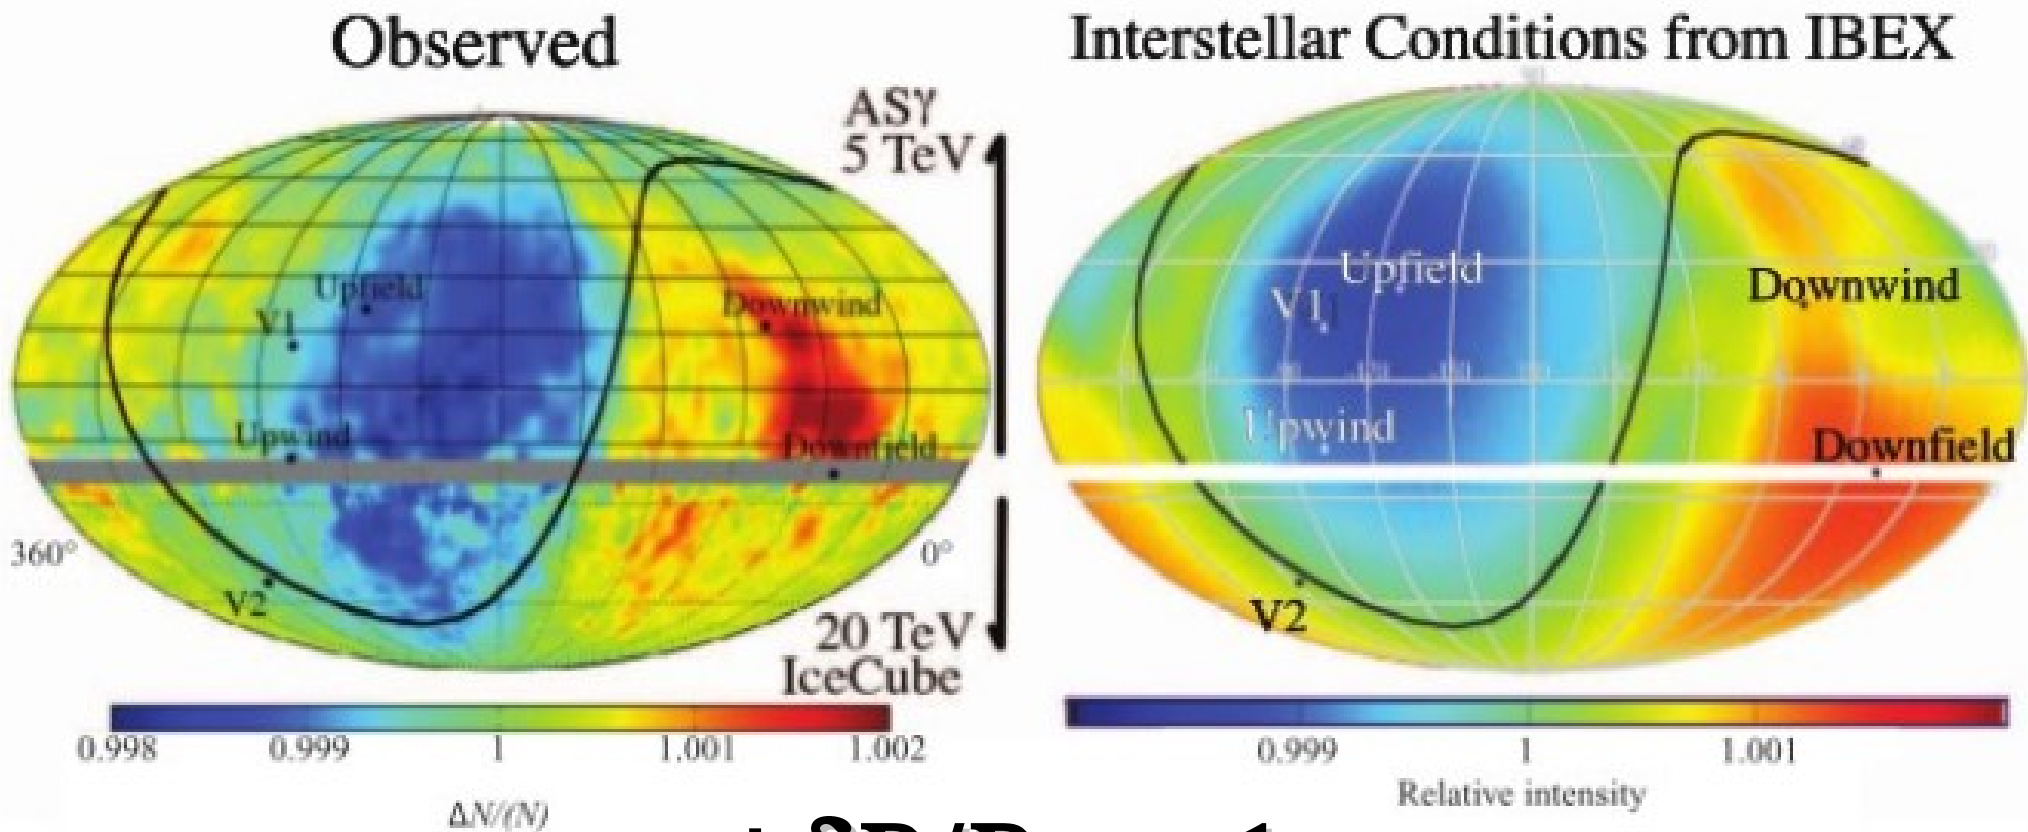 Observed
Interstellar Conditions from IBEX
ASγ
5 TeV
Upfield
V1
Downwind
Upwind
Downfield
360°
0°
V2
20 TeV
IceCube
0.998 0.999 1 1.001 1.002
ΔN/(N)
Upfield
V1
Downwind
Upwind
Downfield
V2
0.999 1 1.001
Relative intensity